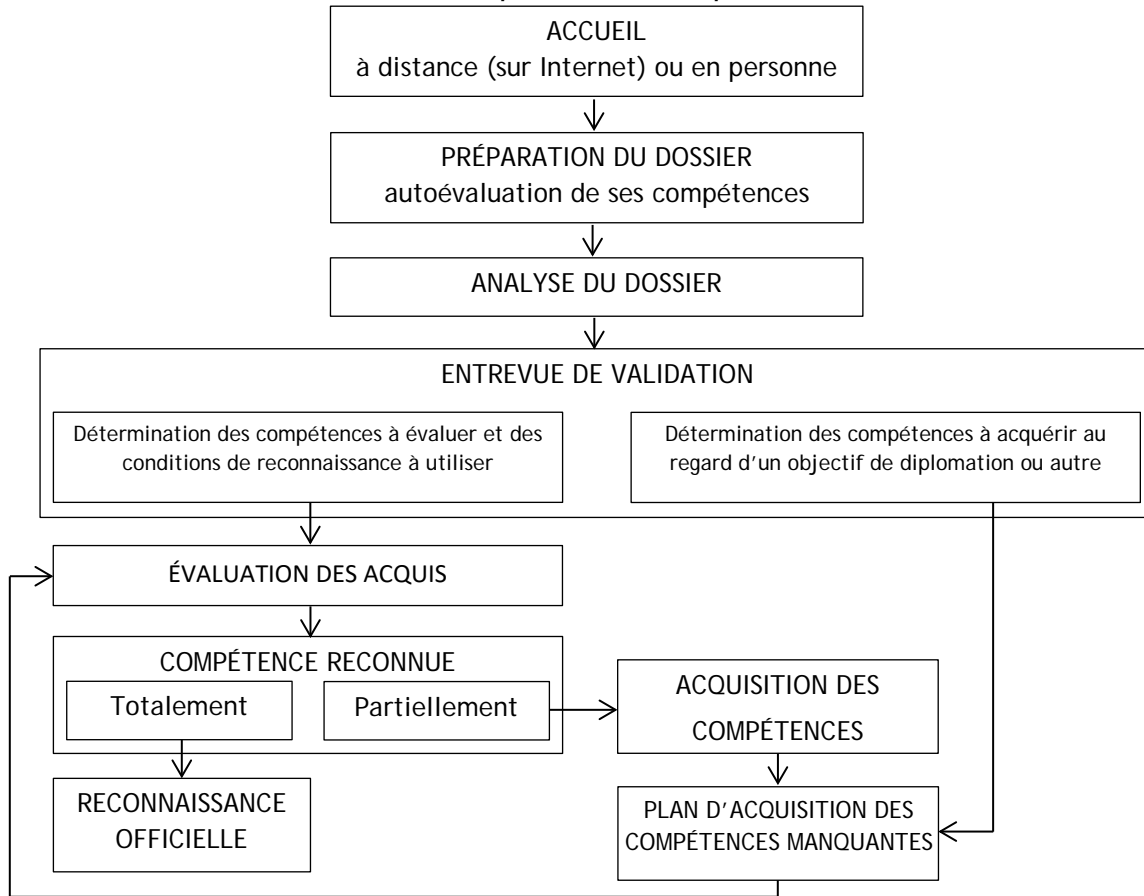 ACCUEIL
à distance (sur Internet) ou en personne
PRÉPARATION DU DOSSIER
autoévaluation de ses compétences
ANALYSE DU DOSSIER
ENTREVUE DE VALIDATION
Détermination des compétences à évaluer et des
conditions de reconnaissance à utiliser
Détermination des compétences à acquérir au
regard d'un objectif de diplomation ou autre
ÉVALUATION DES ACQUIS
COMPÉTENCE RECONNUE
Totalement
Partiellement
ACQUISITION DES
COMPÉTENCES
RECONNAISSANCE
OFFICIELLE
PLAN D'ACQUISITION DES
COMPÉTENCES MANQUANTES